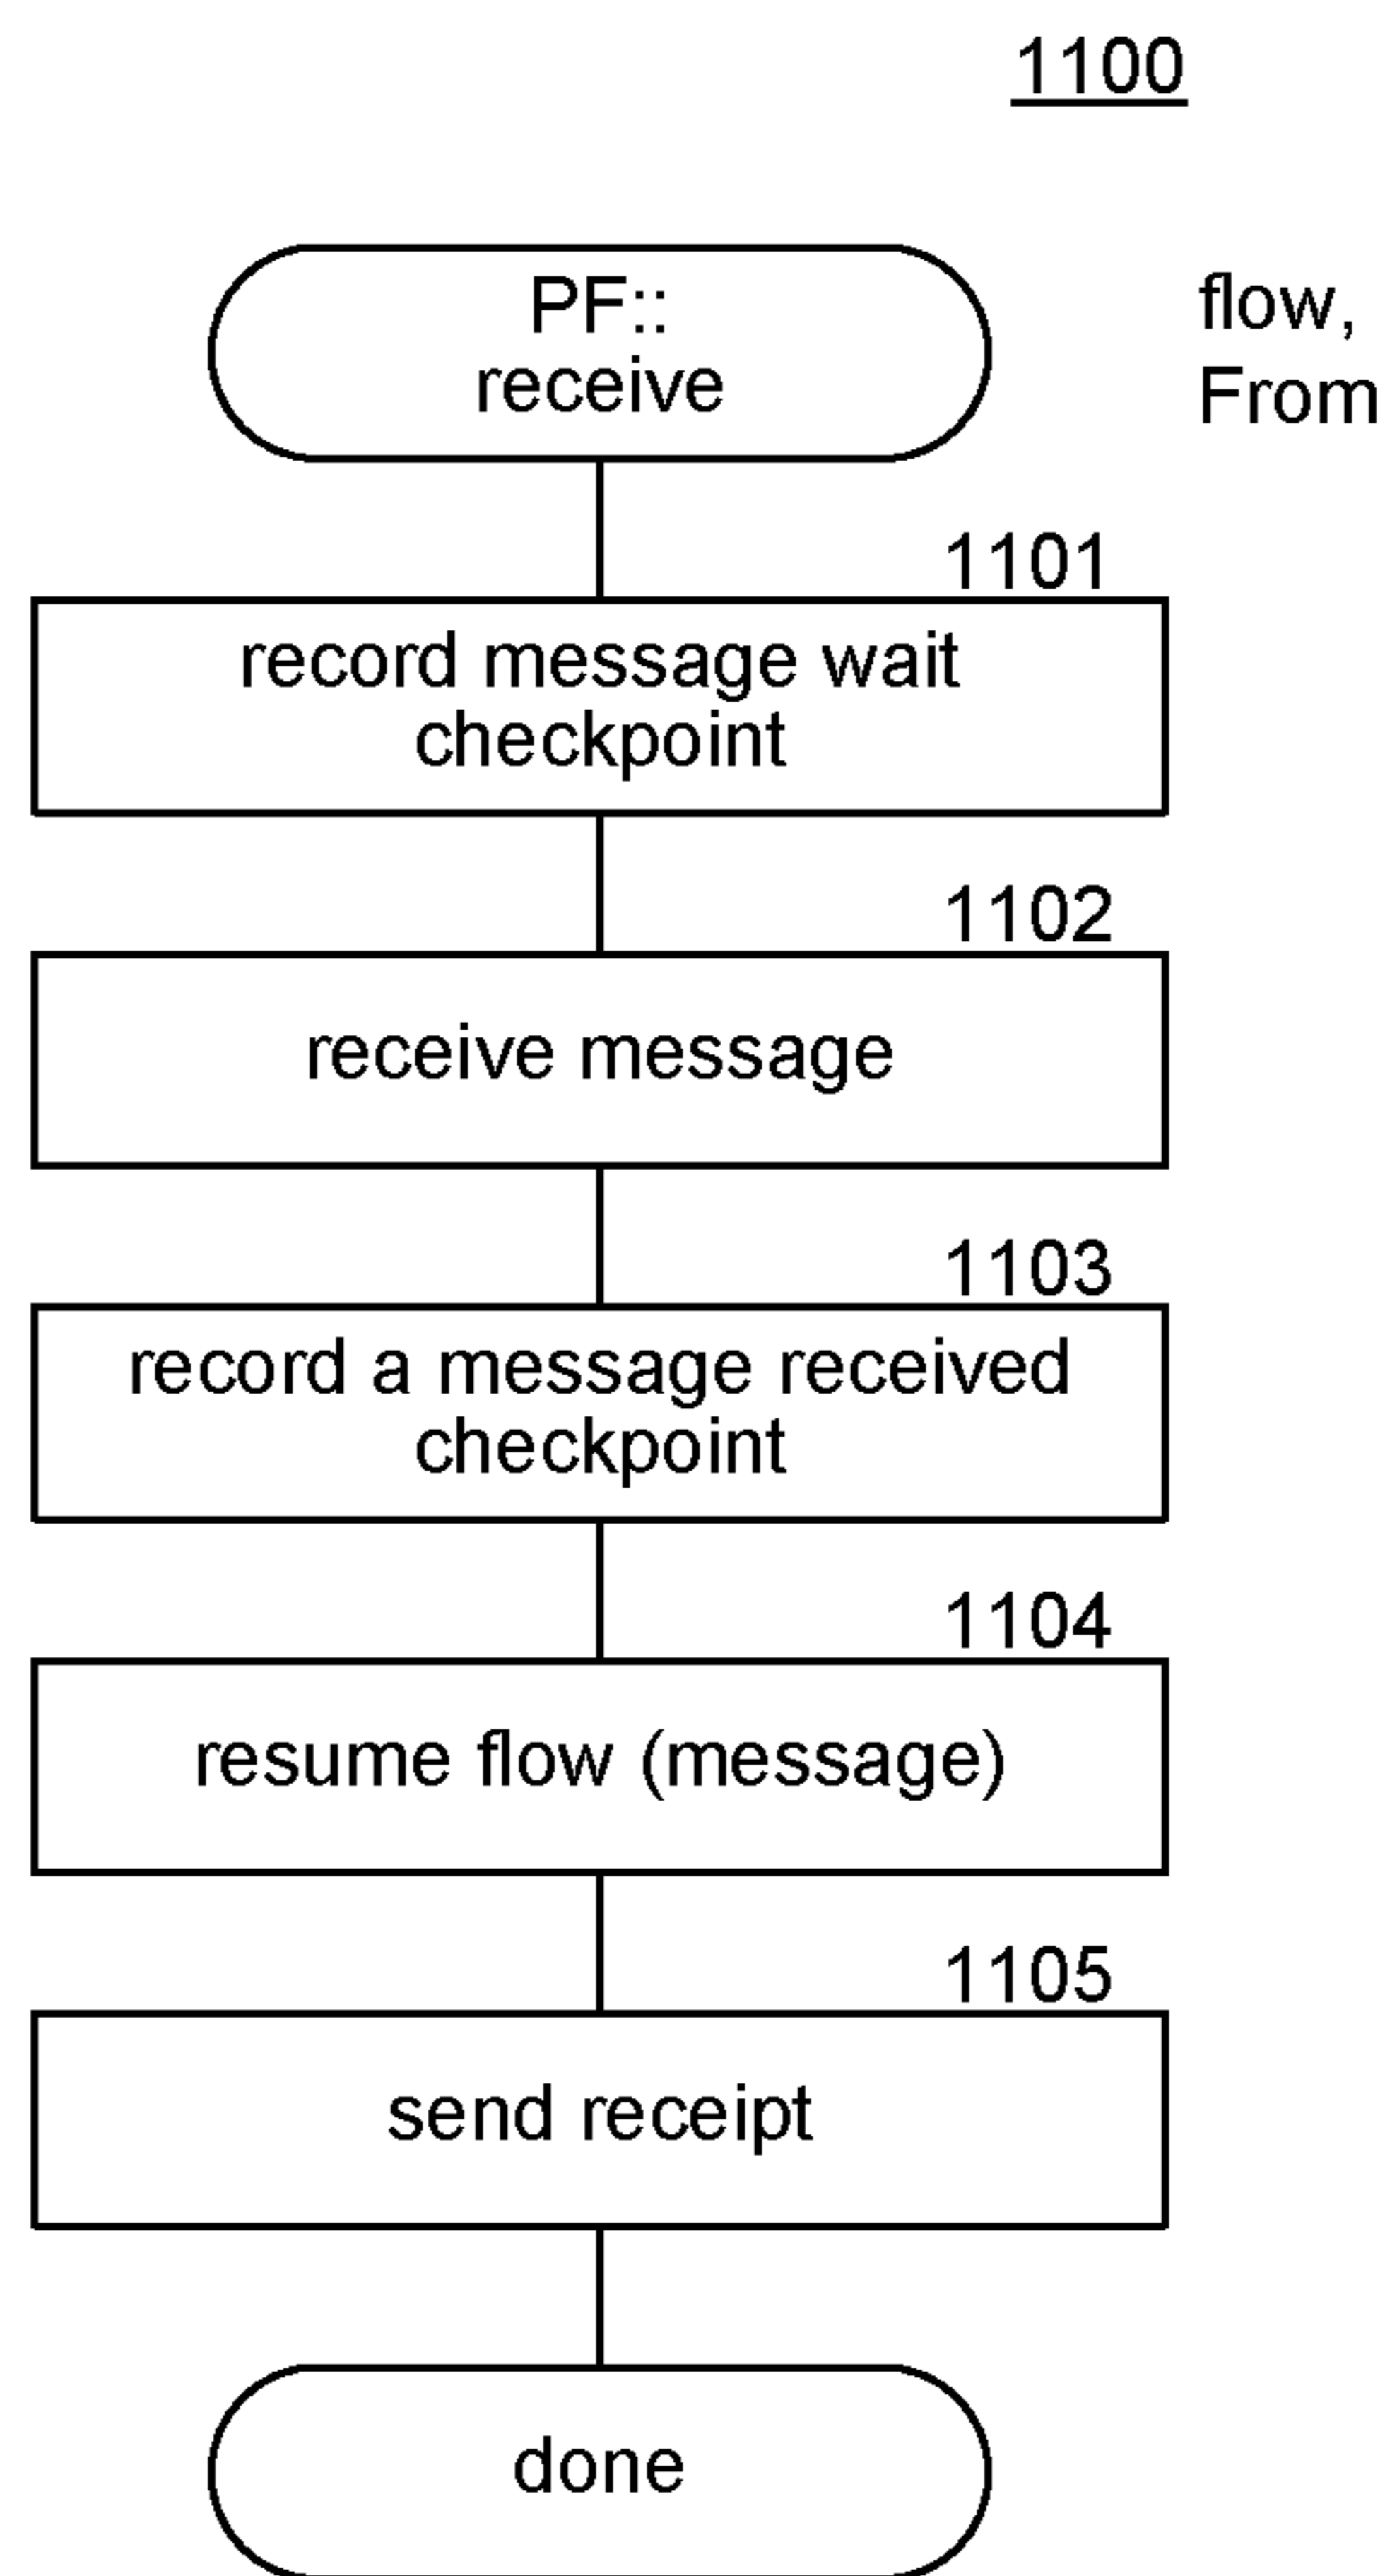 1100
PF::
receive
flow,
From
1101
record message wait
checkpoint
1102
receive message
1103
record a message received
checkpoint
1104
resume flow (message)
1105
send receipt
done